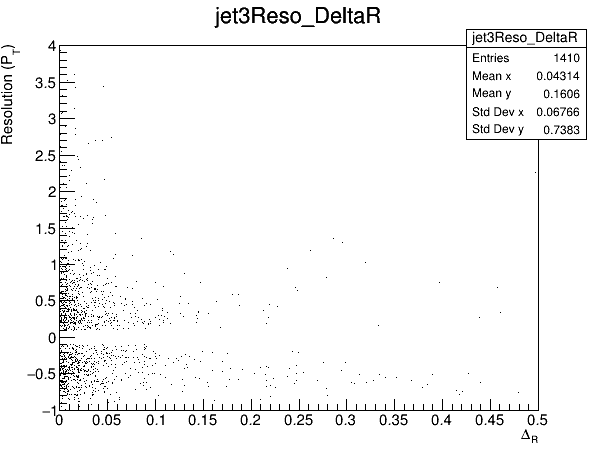 jet3Reso_DeltaR
jet3Reso_DeltaR
Entries 1410
Mean x 0.04314
Mean y 0.1606
Std Dev x 0.06766
Std Dev y 0.7383
Resolution (P_T)
4
3.5
3
2.5
2
1.5
1
0.5
0
−0.5
−1
0 0.05 0.1 0.15 0.2 0.25 0.3 0.35 0.4 0.45 0.5
Δ_R